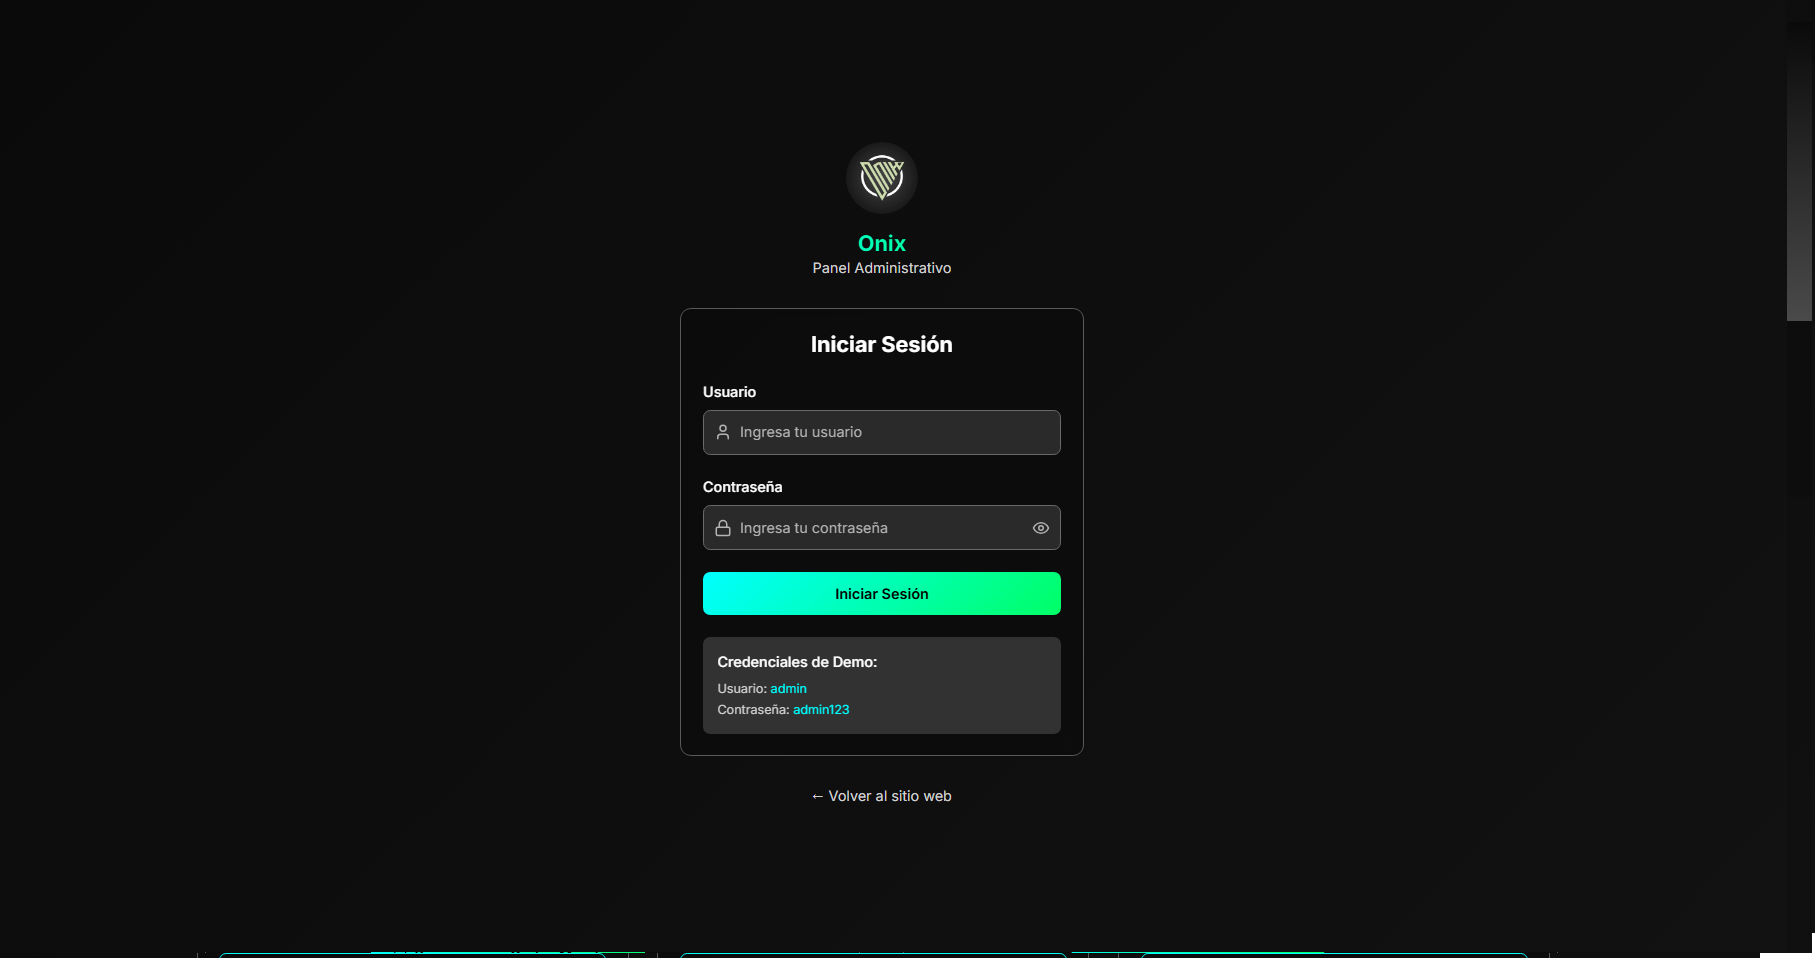 Onix
Panel Administrativo
Iniciar Sesión
Usuario
Ingresa tu usuario
Contraseña
Ingresa tu contraseña
Iniciar Sesión
Credenciales de Demo:
Usuario: admin
Contraseña: admin123
← Volver al sitio web